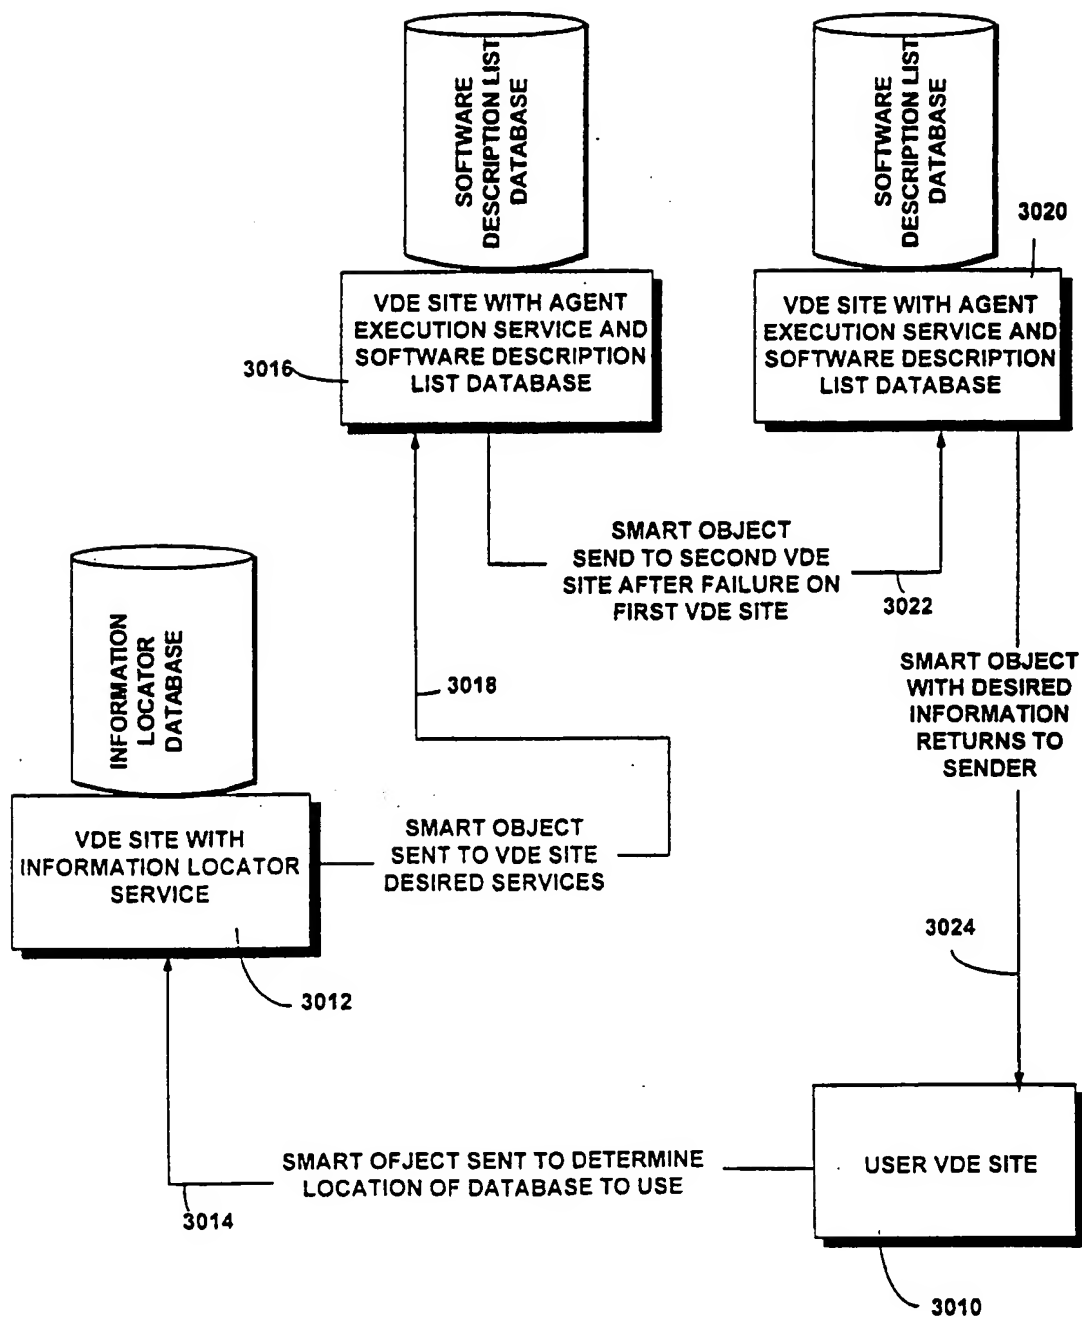 SOFTWARE
DESCRIPTION LIST
DATABASE
SOFTWARE
DESCRIPTION LIST
DATABASE
3020
VDE SITE WITH AGENT
EXECUTION SERVICE AND
SOFTWARE DESCRIPTION
LIST DATABASE
3016
VDE SITE WITH AGENT
EXECUTION SERVICE AND
SOFTWARE DESCRIPTION
LIST DATABASE
SMART OBJECT
SEND TO SECOND VDE
SITE AFTER FAILURE ON
FIRST VDE SITE
3022
INFORMATION
LOCATOR
DATABASE
3018
SMART OBJECT
WITH DESIRED
INFORMATION
RETURNS TO
SENDER
VDE SITE WITH
INFORMATION LOCATOR
SERVICE
SMART OBJECT
SENT TO VDE SITE
DESIRED SERVICES
3024
3012
SMART OFJECT SENT TO DETERMINE
LOCATION OF DATABASE TO USE
3014
USER VDE SITE
3010